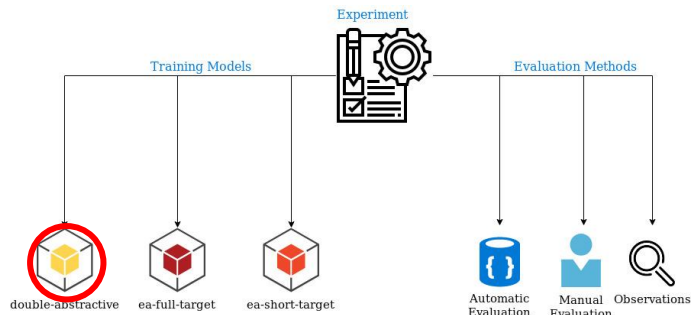 Experiment
Training Models
Evaluation Methods
double-abstractive
ea-full-target
ea-short-target
Automatic
Evaluation
Manual
Evaluation
Observations